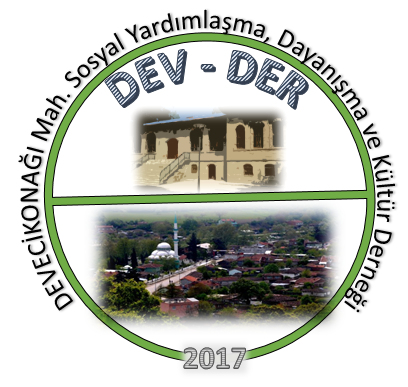 DEVECİKONAĞI Mah. Sosyal Yardımlaşma, Dayanışma ve Kültür Derneği
DEV - DER
2017